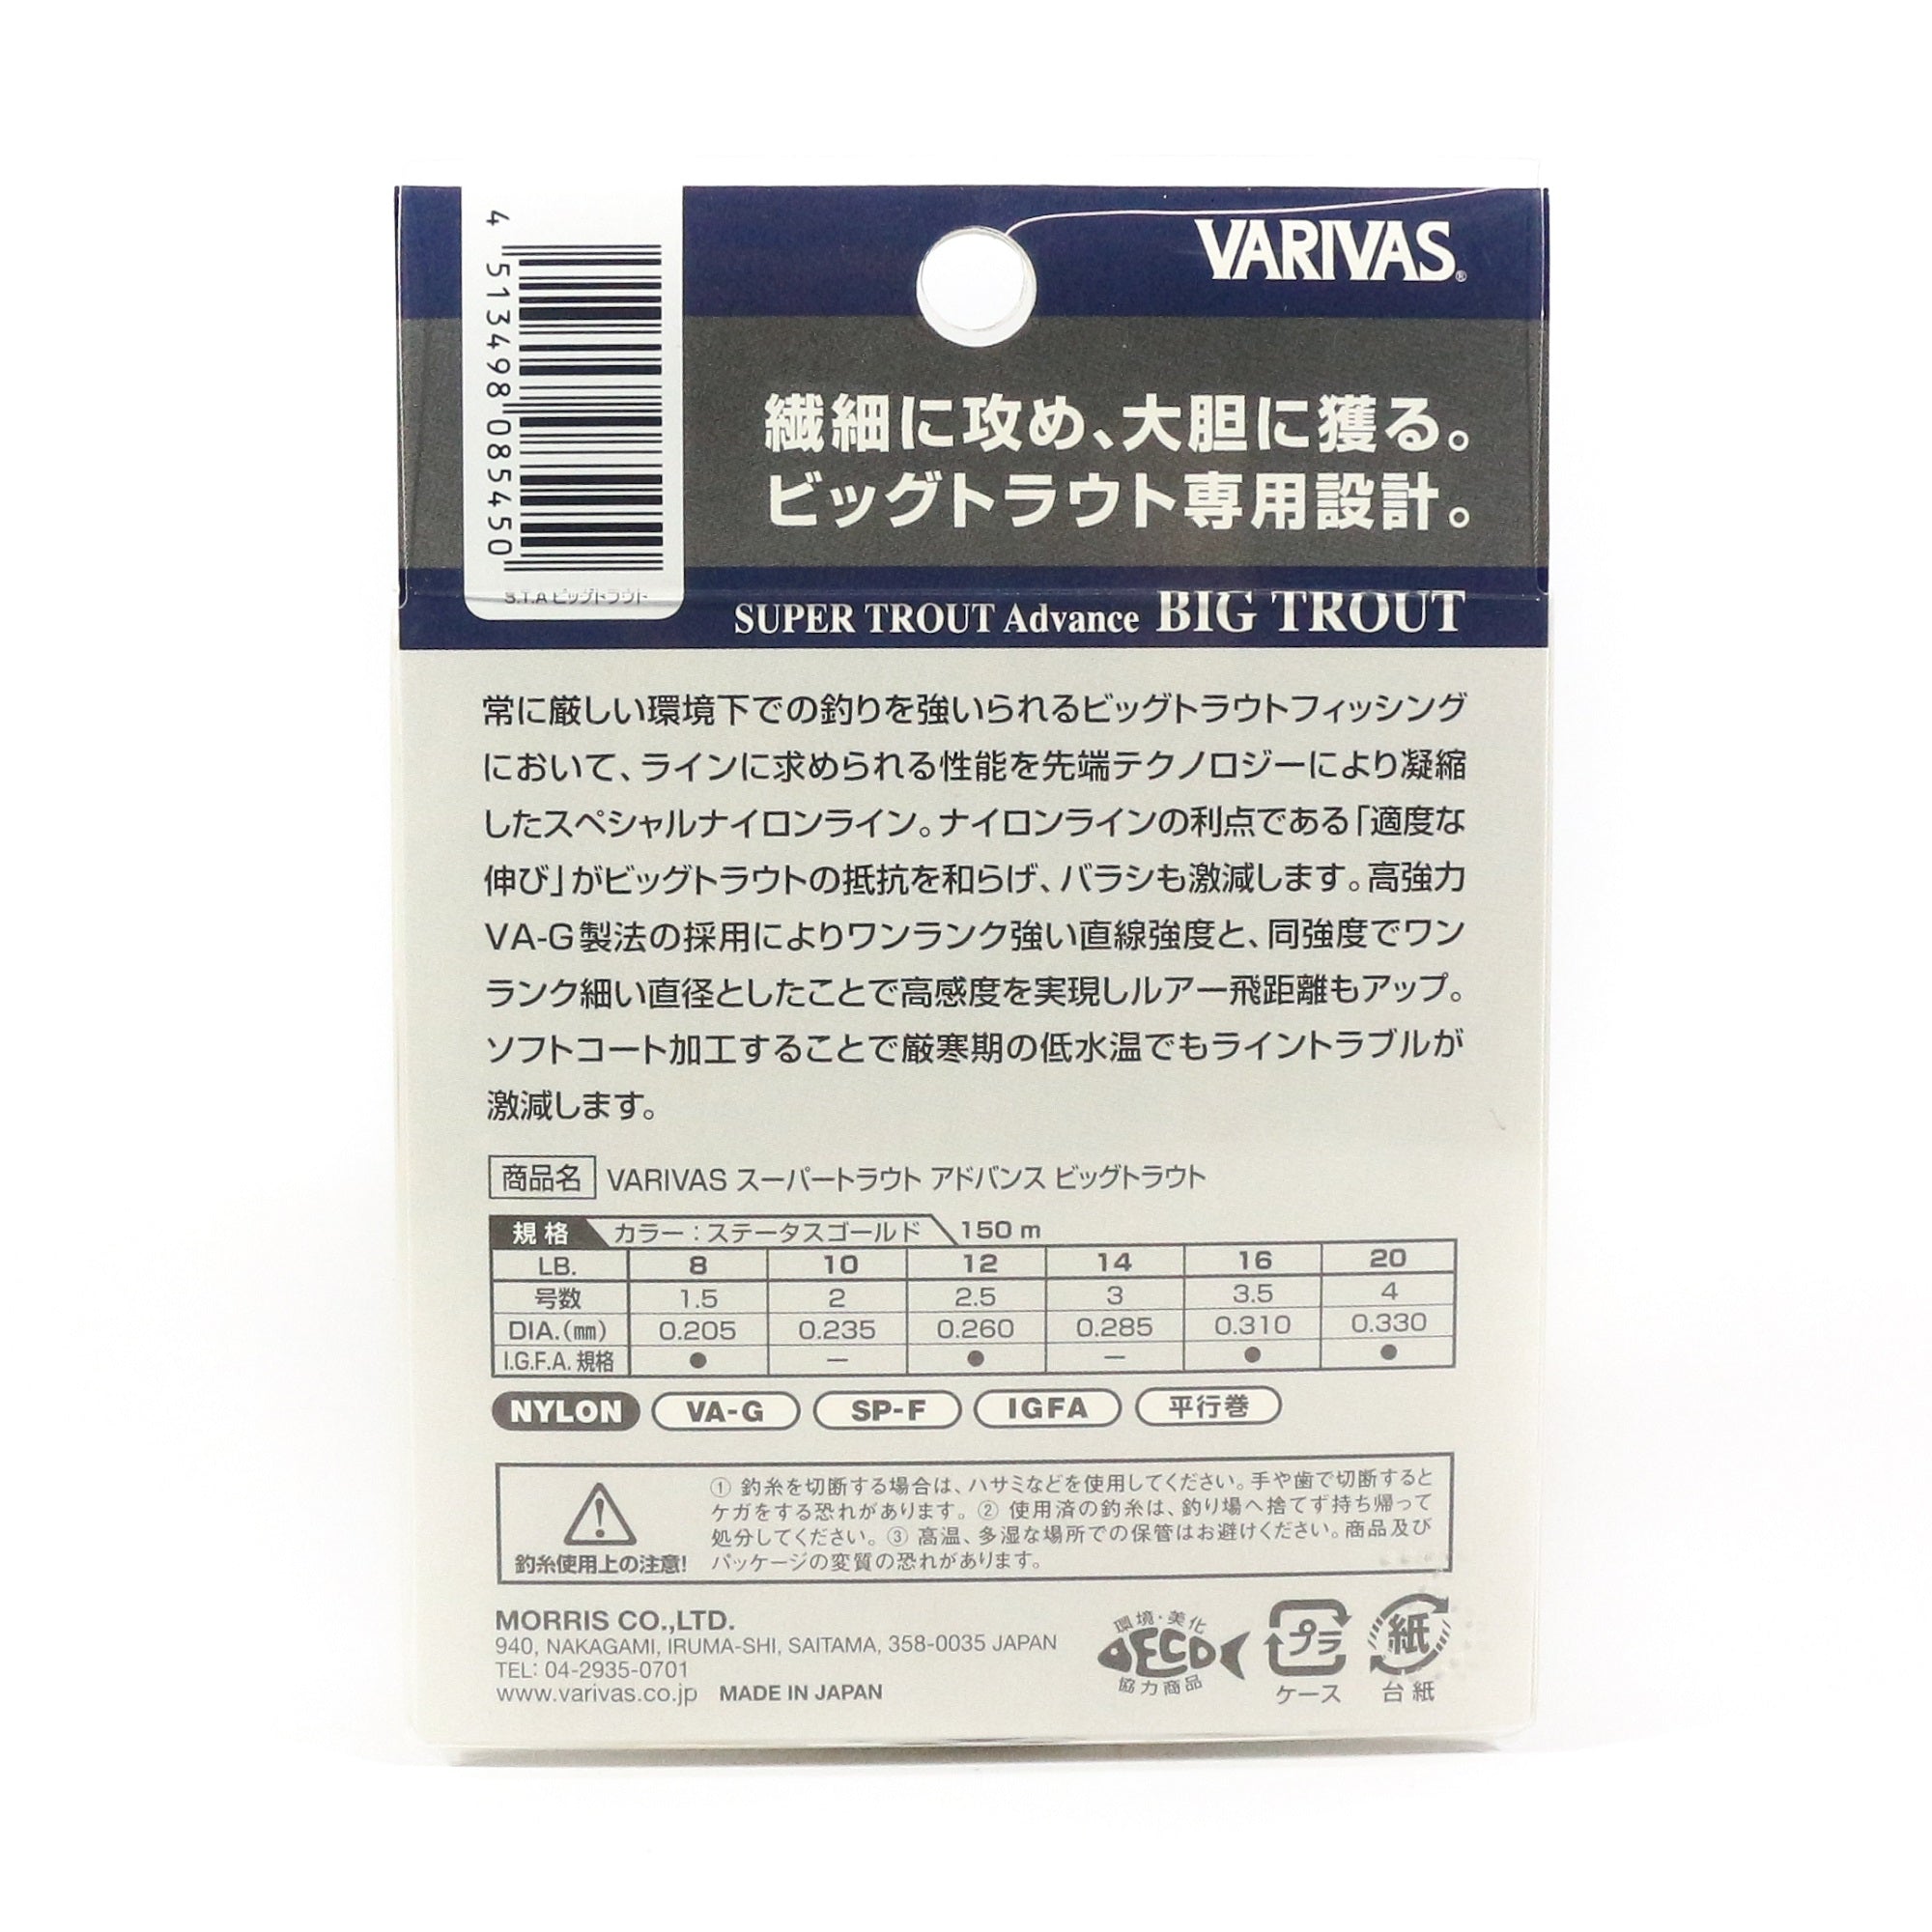 4 513498 085450
S.T.A ビッグトラウト
VARIVAS®
繊細に攻め、大胆に獲る。
ビッグトラウト専用設計。
SUPER TROUT Advance BIG TROUT
常に厳しい環境下での釣りを強いられるビッグトラウトフィッシング
において、ラインに求められる性能を先端テクノロジーにより凝縮
したスペシャルナイロンライン。ナイロンラインの利点である「適度な
伸び」がビッグトラウトの抵抗を和らげ、バラシも激減します。高強力
VA-G製法の採用によりワンランク強い直線強度と、同強度でワン
ランク細い直径としたことで高感度を実現しルアー飛距離もアップ。
ソフトコート加工することで厳寒期の低水温でもライントラブルが
激減します。
商品名 VARIVAS スーパートラウト アドバンス ビッグトラウト
規格 カラー：ステータスゴールド 150 m
LB. 8 10 12 14 16 20
号数 1.5 2 2.5 3 3.5 4
DIA.(㎜) 0.205 0.235 0.260 0.285 0.310 0.330
I.G.F.A. 規格 ● — ● — ● ●
NYLON VA-G SP-F IGFA 平行巻
釣糸使用上の注意!
① 釣糸を切断する場合は、ハサミなどを使用してください。手や歯で切断すると
ケガをする恐れがあります。② 使用済の釣糸は、釣り場へ捨てず持ち帰って
処分してください。③ 高温、多湿な場所での保管はお避けください。商品及び
パッケージの変質の恐れがあります。
MORRIS CO.,LTD.
940, NAKAGAMI, IRUMA-SHI, SAITAMA, 358-0035 JAPAN
TEL: 04-2935-0701
www.varivas.co.jp MADE IN JAPAN
環境・美化
ECO
協力商品
プラ
ケース
紙
台紙